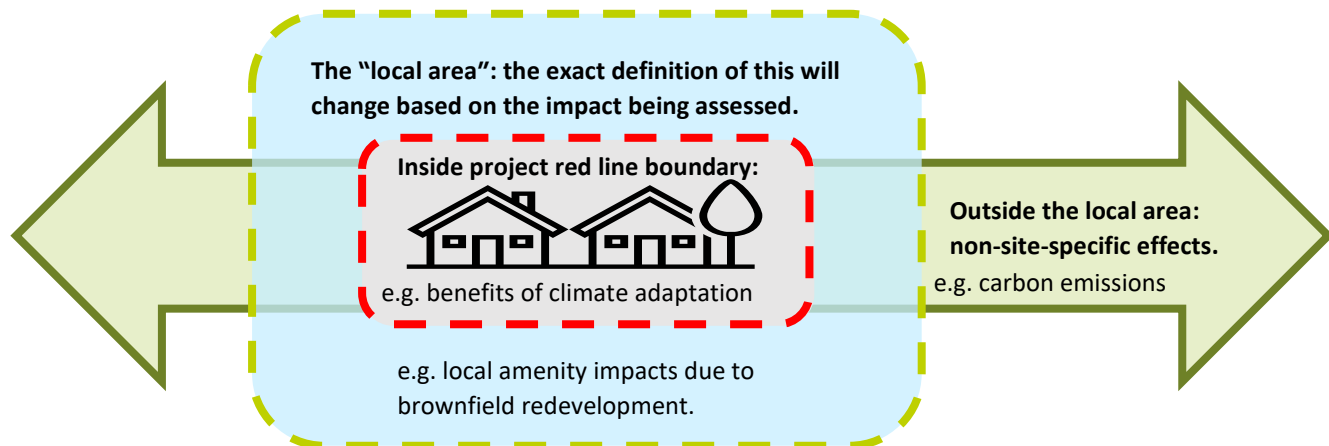 The “local area”: the exact definition of this will
change based on the impact being assessed.
Inside project red line boundary:
e.g. benefits of climate adaptation
e.g. local amenity impacts due to
brownfield redevelopment.
Outside the local area:
non-site-specific effects.
e.g. carbon emissions